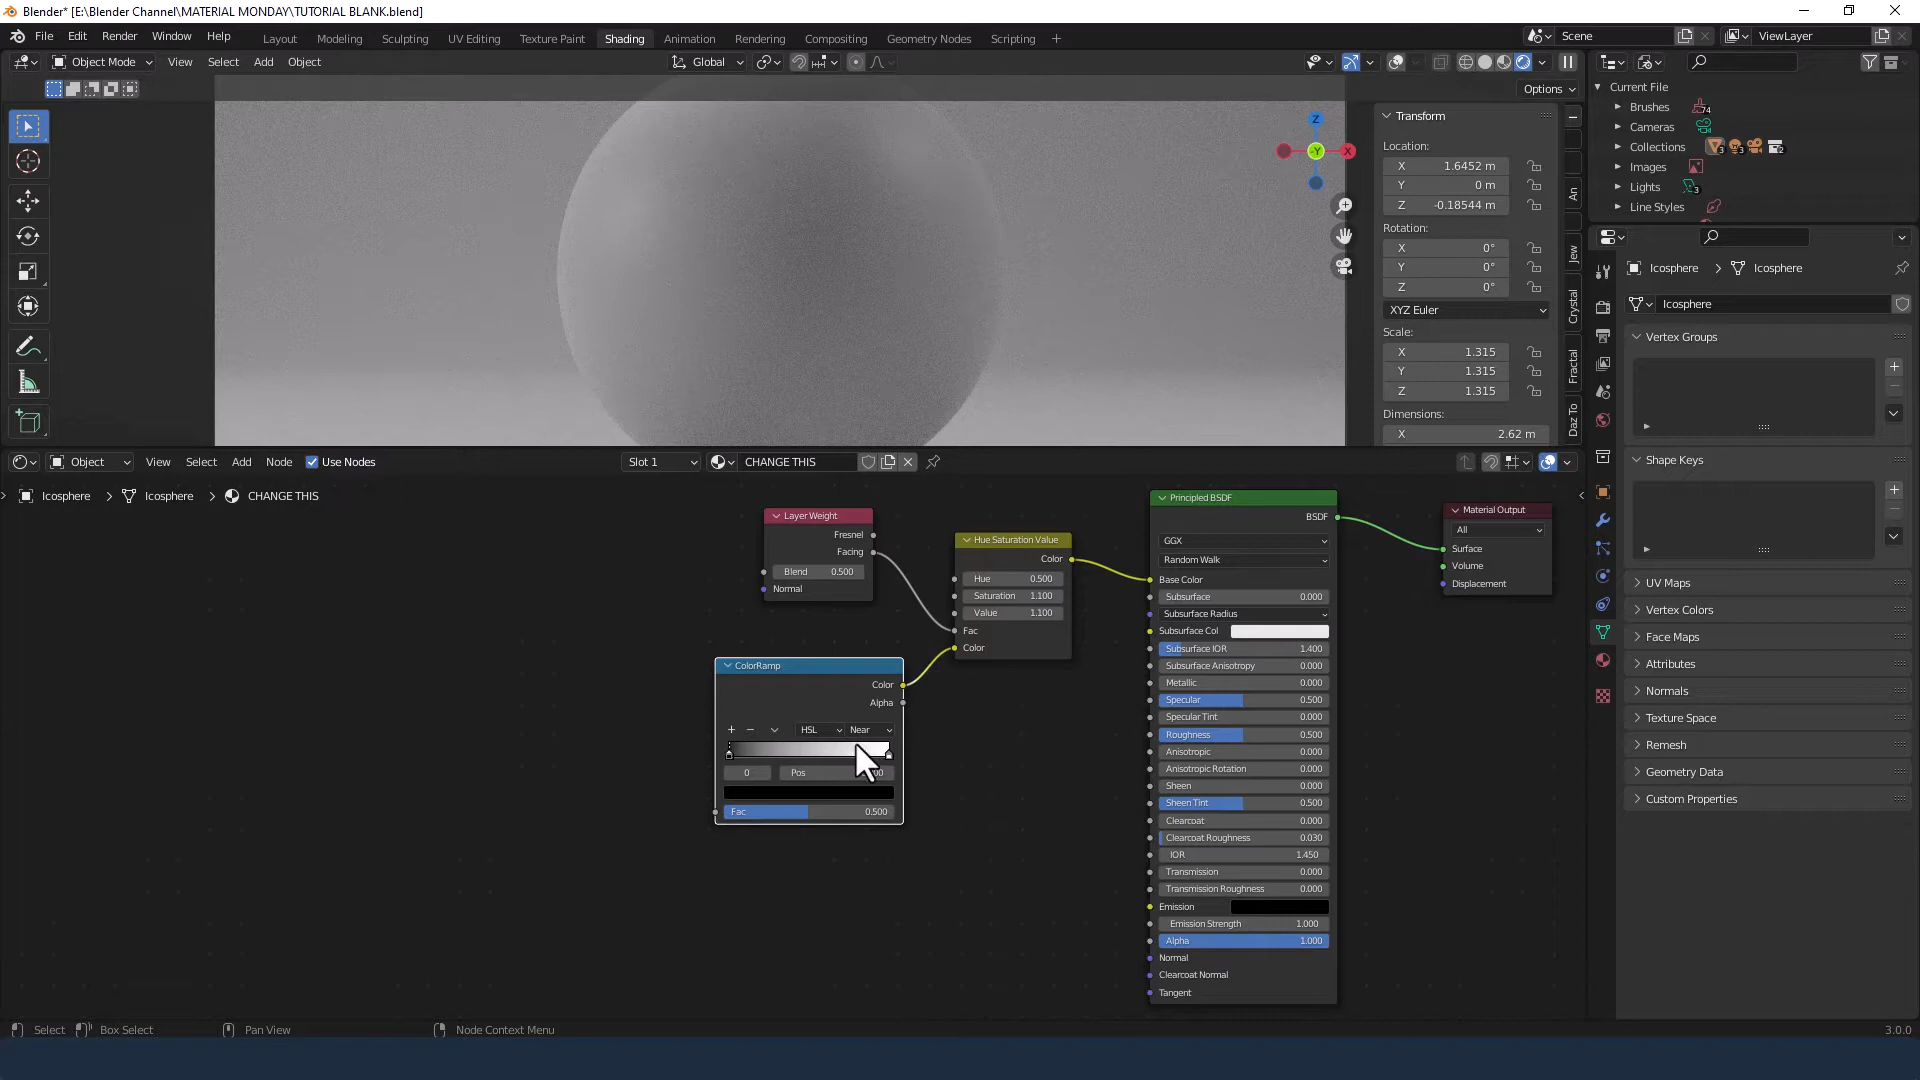 Blender* [E:\Blender Channel\MATERIAL MONDAY\TUTORIAL BLANK.blend]
File Edit Render Window Help Layout Modeling Sculpting UV Editing Texture Paint Shading Animation Rendering Compositing Geometry Nodes Scripting + Scene ViewLayer
Object Mode View Select Add Object Global
Options
Transform
Location:
X 1.6452 m
Y 0 m
Z -0.18544 m
Rotation:
X 0°
Y 0°
Z 0°
XYZ Euler
Scale:
X 1.315
Y 1.315
Z 1.315
Dimensions:
X 2.62 m
Z
-Y X
An
Jew
Crystal
Fractal
Daz To
Current File
Brushes 74
Cameras
Collections 3 3 2
Images
Lights 3
Line Styles
Icosphere > Icosphere
Icosphere
Vertex Groups
Shape Keys
UV Maps
Vertex Colors
Face Maps
Attributes
Normals
Texture Space
Remesh
Geometry Data
Custom Properties
Object View Select Add Node Use Nodes Slot 1 CHANGE THIS
Icosphere > Icosphere > CHANGE THIS
Layer Weight
Fresnel
Facing
Blend 0.500
Normal
Hue Saturation Value
Color
Hue 0.500
Saturation 1.100
Value 1.100
Fac
Color
ColorRamp
Color
Alpha
+ − HSL Near
0 Pos
Fac 0.500
Principled BSDF
BSDF
GGX
Random Walk
Base Color
Subsurface 0.000
Subsurface Radius
Subsurface Col
Subsurface IOR 1.400
Subsurface Anisotropy 0.000
Metallic 0.000
Specular 0.500
Specular Tint 0.000
Roughness 0.500
Anisotropic 0.000
Anisotropic Rotation 0.000
Sheen 0.000
Sheen Tint 0.500
Clearcoat 0.000
Clearcoat Roughness 0.030
IOR 1.450
Transmission 0.000
Transmission Roughness 0.000
Emission
Emission Strength 1.000
Alpha 1.000
Normal
Clearcoat Normal
Tangent
Material Output
All
Surface
Volume
Displacement
Select Box Select Pan View Node Context Menu 3.0.0